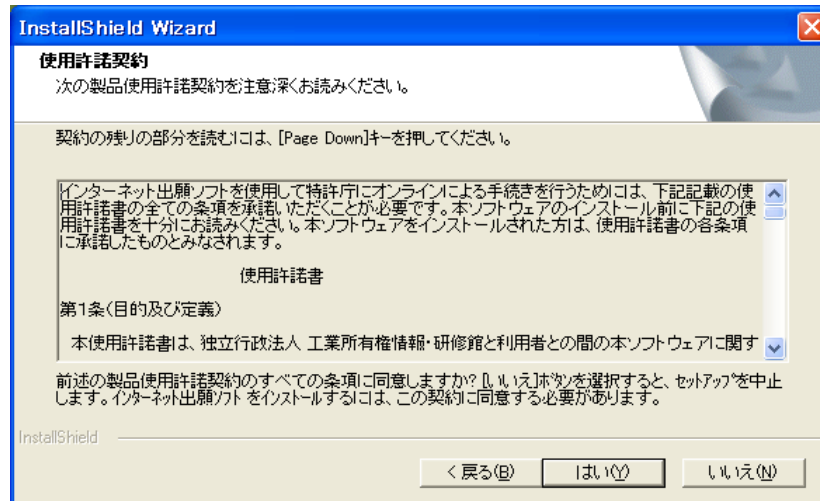 InstallShield Wizard
使用許諾契約
次の製品使用許諾契約を注意深くお読みください。
契約の残りの部分を読むには、[Page Down]キーを押してください。
インターネット出願ソフトを使用して特許庁にオンラインによる手続きを行うためには、下記記載の使
用許諾書の全ての条項を承諾いただくことが必要です。本ソフトウェアのインストール前に下記の使
用許諾書を十分にお読みください。本ソフトウェアをインストールされた方は、使用許諾書の各条項
に承諾したものとみなされます。
使用許諾書
第1条(目的及び定義)
本使用許諾書は、独立行政法人 工業所有権情報・研修館と利用者との間の本ソフトウェアに関す
前述の製品使用許諾契約のすべての条項に同意しますか? [いいえ]ボタンを選択すると、セットアップを中止
します。インターネット出願ソフト をインストールするには、この契約に同意する必要があります。
InstallShield
< 戻る(B)
はい(Y)
いいえ(N)